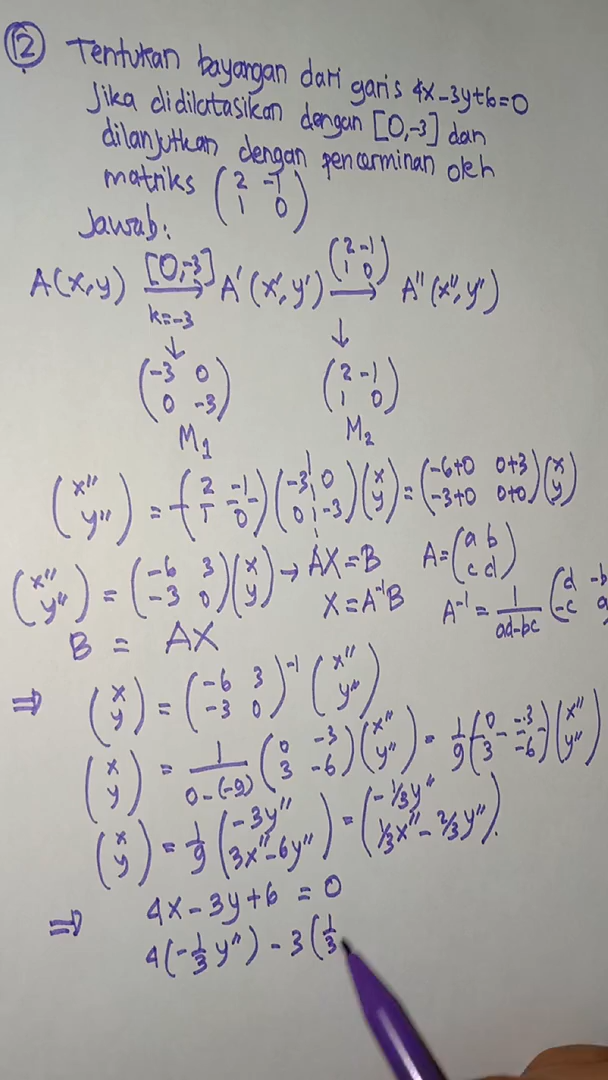 12 Tentukan bayangan dari garis 4x-3y+6=0
Jika didilatasikan dengan [0,-3] dan
dilanjutkan dengan pencerminan oleh
matriks (2 -1
1 0)
Jawab:
A(x,y) [0,-3] → A'(x',y') (2 -1 1 0) → A"(x",y")
k=-3
↓ ↓
(-3 0 (2 -1
0 -3) 1 0)
M₁ M₂
(x" y") = (2 -1 1 0)(-3 0 0 -3)(x y) = (-6+0 0+3 -3+0 0+0)(x y)
(x" y") = (-6 3 -3 0)(x y) → AX=B A=(a b c d)
X=A⁻¹B A⁻¹ = 1/ad-bc (d -b -c a
B = AX
⇒ (x y) = (-6 3 -3 0)⁻¹ (x" y")
(x y) = 1/0-(-9) (0 -3 3 -6)(x" y") = 1/9 (0 -3 3 -6)(x" y")
(x y) = 1/9 (-3y" 3x"-6y") = (-1/3y" 1/3x"-2/3y").
⇒ 4x-3y+6 = 0
4(-1/3 y") - 3(1/3